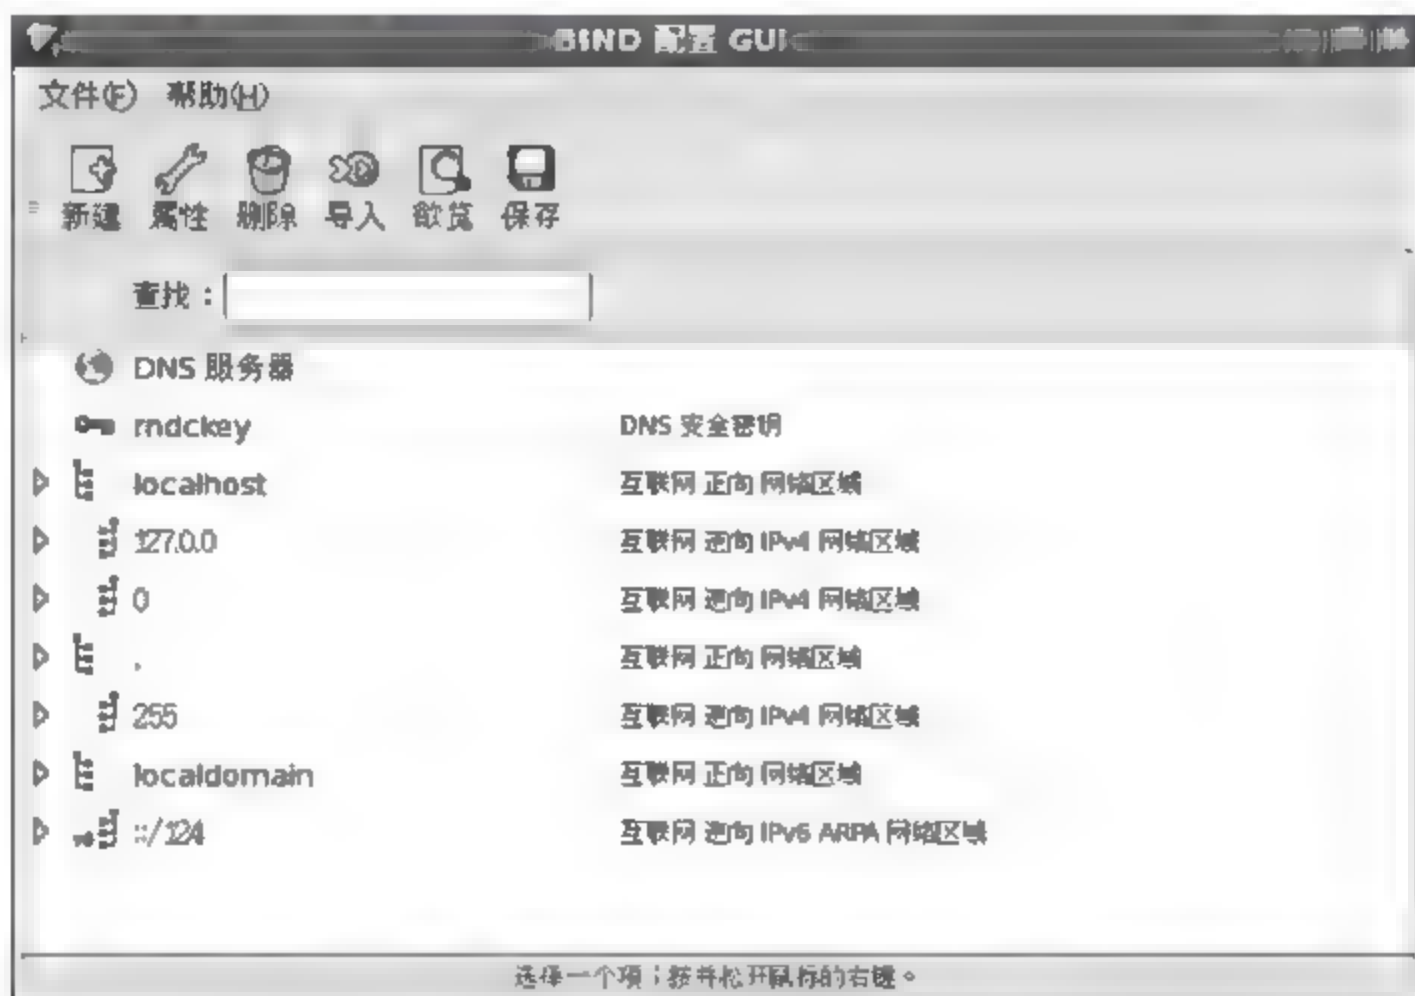 BIND 配置 GUI
文件(F) 帮助(H)
新建 属性 删除 导入 欲览 保存
查找：
DNS 服务器
rndckey DNS 安全密钥
localhost 互联网 正向 网络区域
127.0.0 互联网 逆向 IPv4 网络区域
0 互联网 逆向 IPv4 网络区域
. 互联网 正向 网络区域
255 互联网 逆向 IPv4 网络区域
localdomain 互联网 正向 网络区域
::/124 互联网 逆向 IPv6 ARPA 网络区域
选择一个项；按并松开鼠标的右键。